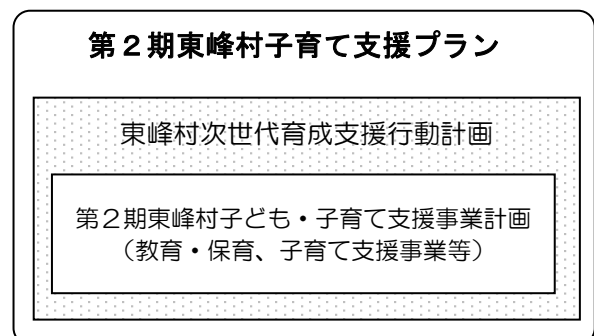 第２期東峰村子育て支援プラン
東峰村次世代育成支援行動計画
第２期東峰村子ども・子育て支援事業計画
（教育・保育、子育て支援事業等）